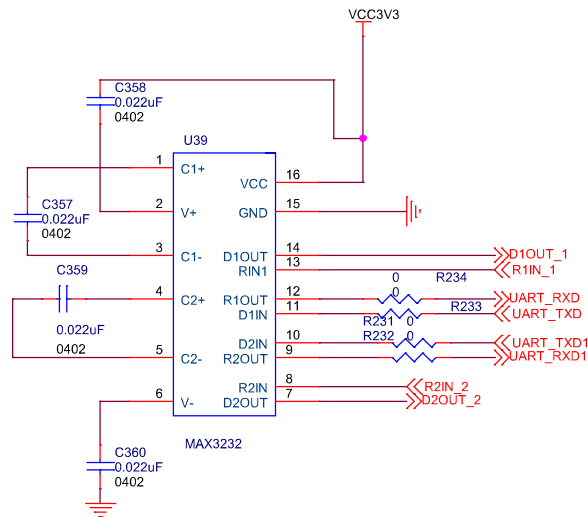 VCC3V3
C358
0.022uF
0402
U39
1 C1+
VCC 16
C357
0.022uF
0402
2 V+
GND 15
3 C1-
D1OUT 14 D1OUT_1
RIN1 13 R1IN_1
C359
0.022uF
0402
4 C2+
0 R234
R1OUT 12 UART_RXD
0 R233
D1IN 11 UART_TXD
R231 0
R232 0
D2IN 10 UART_TXD1
5 C2-
R2OUT 9 UART_RXD1
R2IN 8 R2IN_2
6 V-
D2OUT 7 D2OUT_2
MAX3232
C360
0.022uF
0402